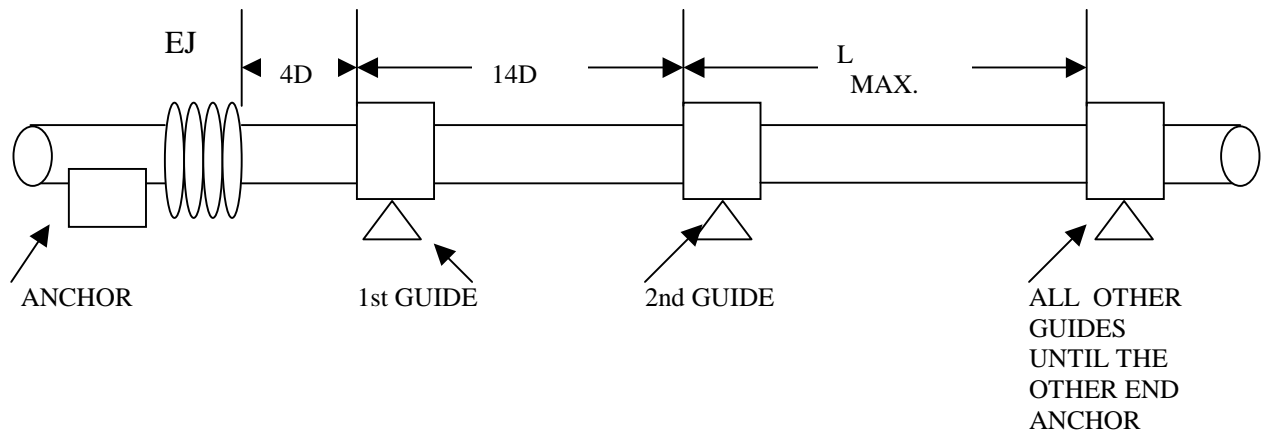 EJ
4D
14D
L
MAX.
ANCHOR
1st GUIDE
2nd GUIDE
ALL OTHER
GUIDES
UNTIL THE
OTHER END
ANCHOR